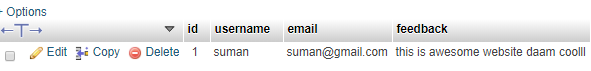 + Options
←T→ id username email feedback
Edit Copy Delete 1 suman suman@gmail.com this is awesome website daam coolll